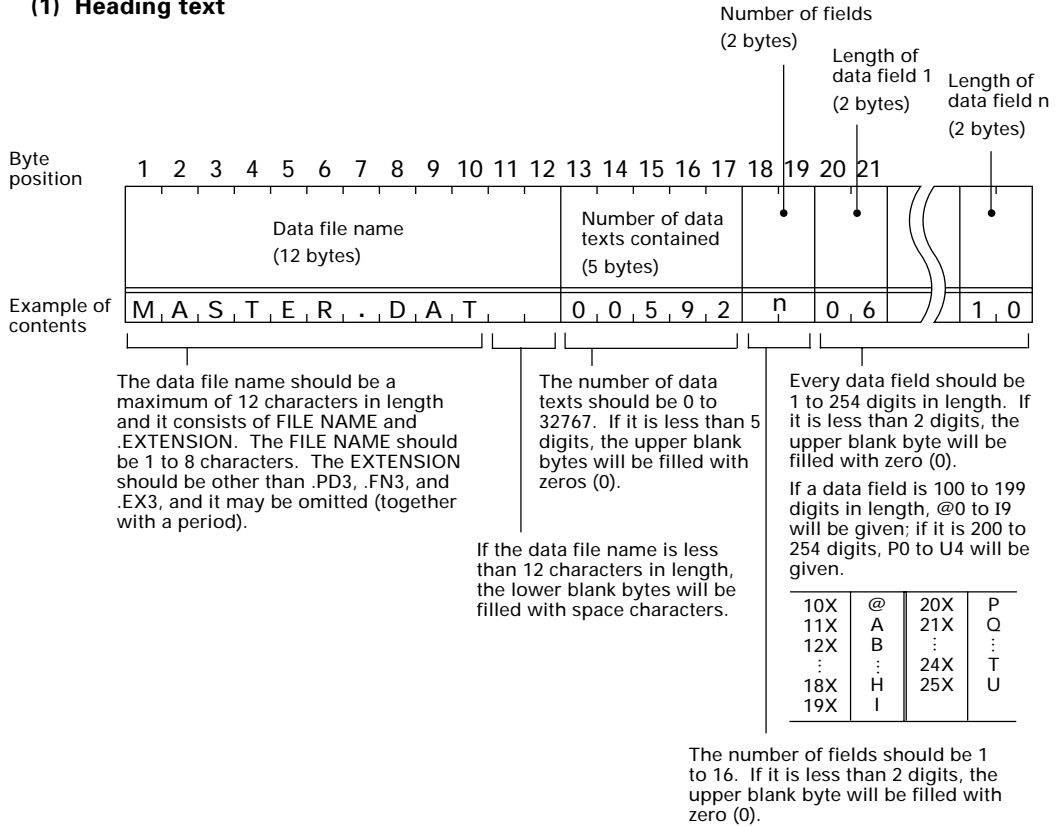 (1) Heading text
Number of fields
(2 bytes)
Length of
data field 1
(2 bytes)
Length of
data field n
(2 bytes)
Byte
position
1 2 3 4 5 6 7 8 9 10 11 12 13 14 15 16 17 18 19 20 21
Data file name
(12 bytes)
Number of data
texts contained
(5 bytes)
Example of
contents
M A S T E R . D A T 0 0 5 9 2 n 0 6 1 0
The data file name should be a
maximum of 12 characters in length
and it consists of FILE NAME and
.EXTENSION. The FILE NAME should
be 1 to 8 characters. The EXTENSION
should be other than .PD3, .FN3, and
.EX3, and it may be omitted (together
with a period).
If the data file name is less
than 12 characters in length,
the lower blank bytes will be
filled with space characters.
The number of data
texts should be 0 to
32767. If it is less than 5
digits, the upper blank
bytes will be filled with
zeros (0).
Every data field should be
1 to 254 digits in length. If
it is less than 2 digits, the
upper blank byte will be
filled with zero (0).
If a data field is 100 to 199
digits in length, @0 to I9
will be given; if it is 200 to
254 digits, P0 to U4 will be
given.
10X @ 20X P
11X A 21X Q
12X B ⋮ ⋮
⋮ ⋮ 24X T
18X H 25X U
19X I
The number of fields should be 1
to 16. If it is less than 2 digits, the
upper blank byte will be filled with
zero (0).